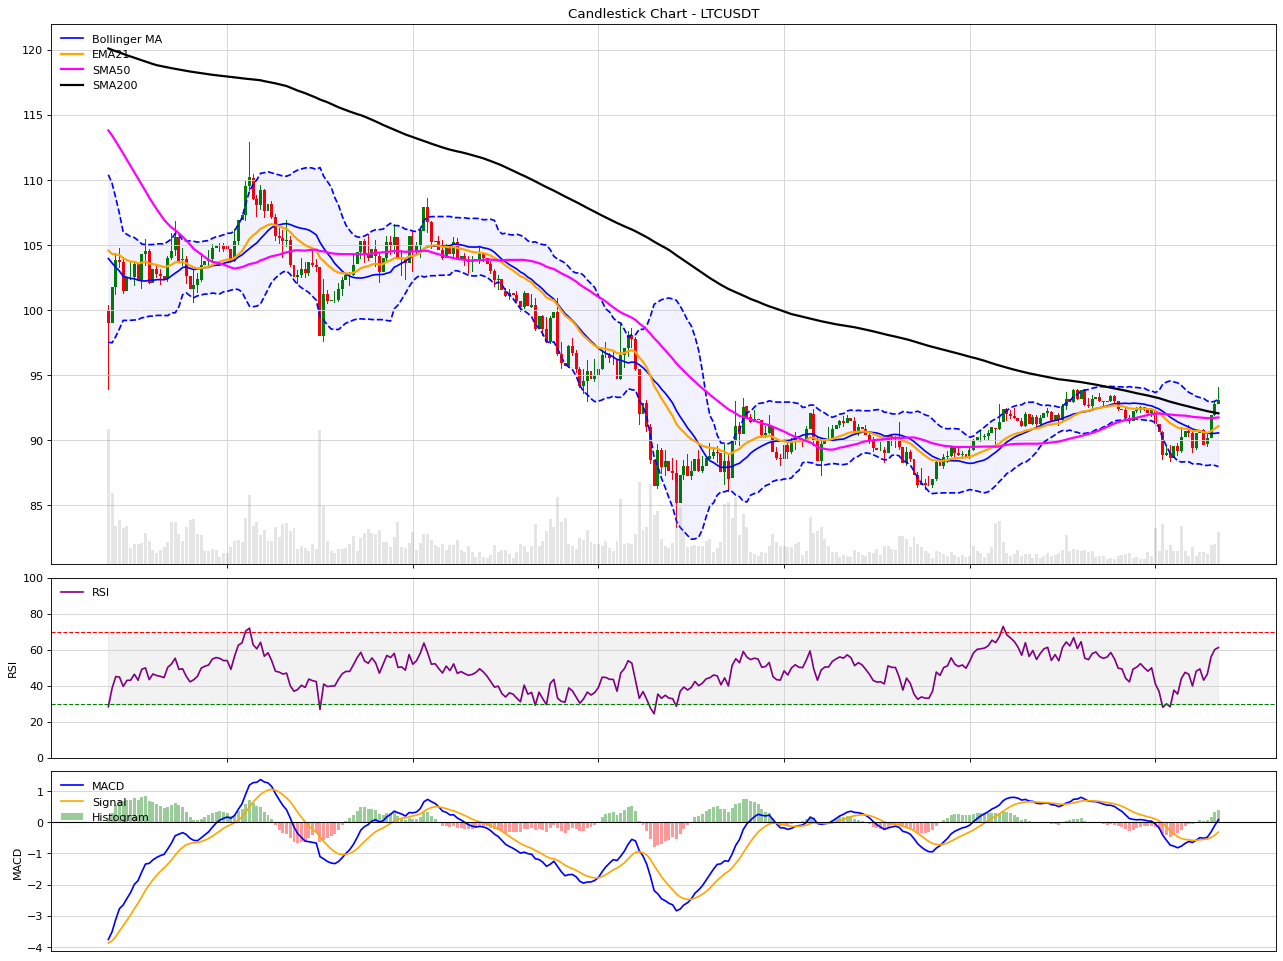 Candlestick Chart - LTCUSDT
Bollinger MA
EMA21
SMA50
SMA200
120
115
110
105
100
95
90
85
RSI
100
80
60
40
20
0
RSI
MACD
Signal
Histogram
1
0
−1
−2
−3
−4
MACD